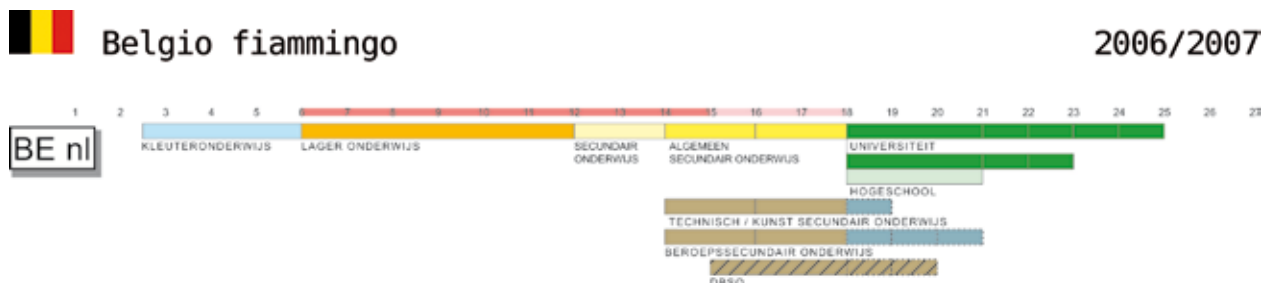 Belgio fiammingo 2006/2007
1 2 3 4 5 6 7 8 9 10 11 12 13 14 15 16 17 18 19 20 21 22 23 24 25 26 27
BE nl
KLEUTERONDERWIJS LAGER ONDERWIJS SECUNDAIR ALGEMEEN UNIVERSITEIT
ONDERWIJS SECUNDAIR ONDERWIJS
HOGESCHOOL
TECHNISCH / KUNST SECUNDAIR ONDERWIJS
BEROEPSSECUNDAIR ONDERWIJS
DBSO